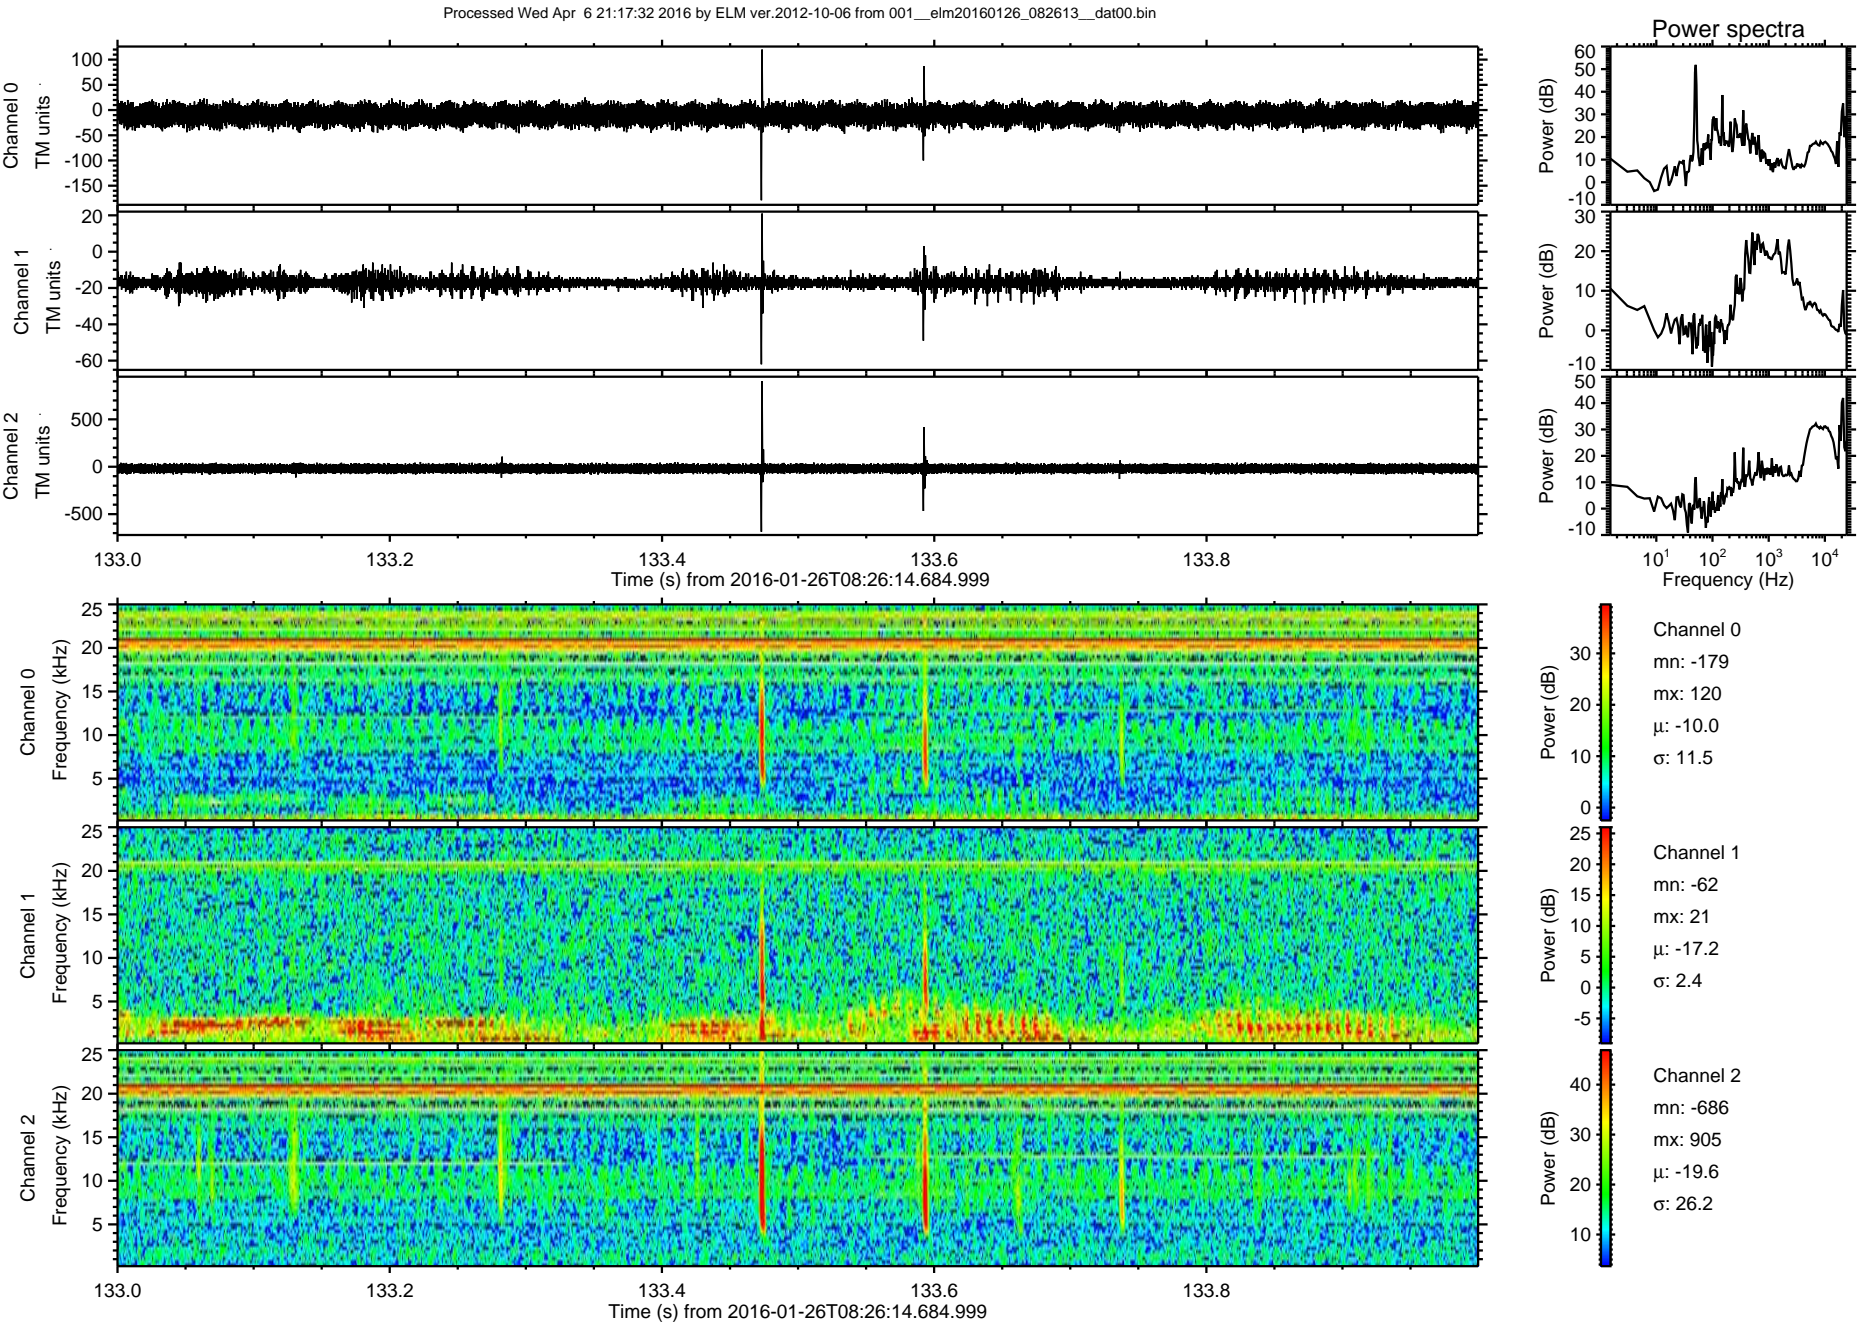 Processed Wed Apr  6 21:17:32 2016 by ELM ver.2012-10-06 from 001__elm20160126_082613__dat00.bin
Power spectra
Channel 0
TM units
100
50
0
-50
-100
-150
Power (dB)
60
50
40
30
20
10
0
-10
Channel 1
TM units
20
0
-20
-40
-60
Power (dB)
30
20
10
0
-10
Channel 2
TM units
500
0
-500
Power (dB)
50
40
30
20
10
0
-10
133.0 133.2 133.4 133.6 133.8
Time (s) from 2016-01-26T08:26:14.684.999
10^1 10^2 10^3 10^4
Frequency (Hz)
Channel 0
Frequency (kHz)
25
20
15
10
5
Power (dB)
30
20
10
0
Channel 0
mn: -179
mx: 120
μ: -10.0
σ: 11.5
Channel 1
Frequency (kHz)
25
20
15
10
5
Power (dB)
25
20
15
10
5
0
-5
Channel 1
mn: -62
mx: 21
μ: -17.2
σ: 2.4
Channel 2
Frequency (kHz)
25
20
15
10
5
Power (dB)
40
30
20
10
Channel 2
mn: -686
mx: 905
μ: -19.6
σ: 26.2
133.0 133.2 133.4 133.6 133.8
Time (s) from 2016-01-26T08:26:14.684.999